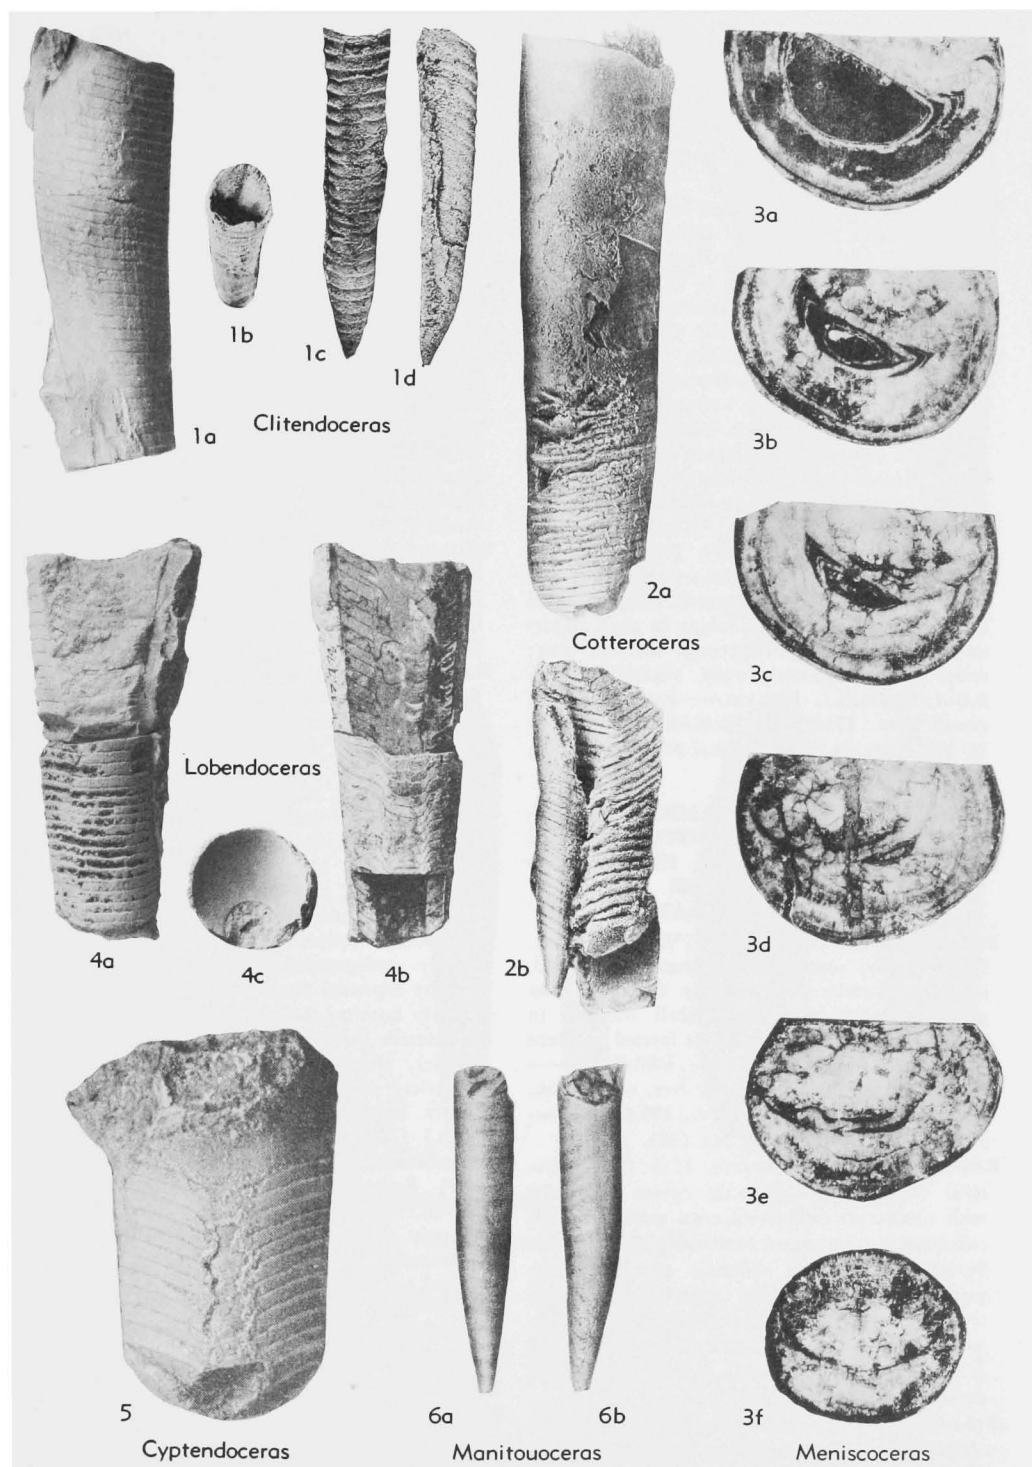 1a
1b
1c
1d
Clitendoceras
2a
Cotteroceras
2b
3a
3b
3c
3d
3e
3f
Meniscoceras
Lobendoceras
4a
4c
4b
5
Cyptendoceras
6a
6b
Manitouoceras